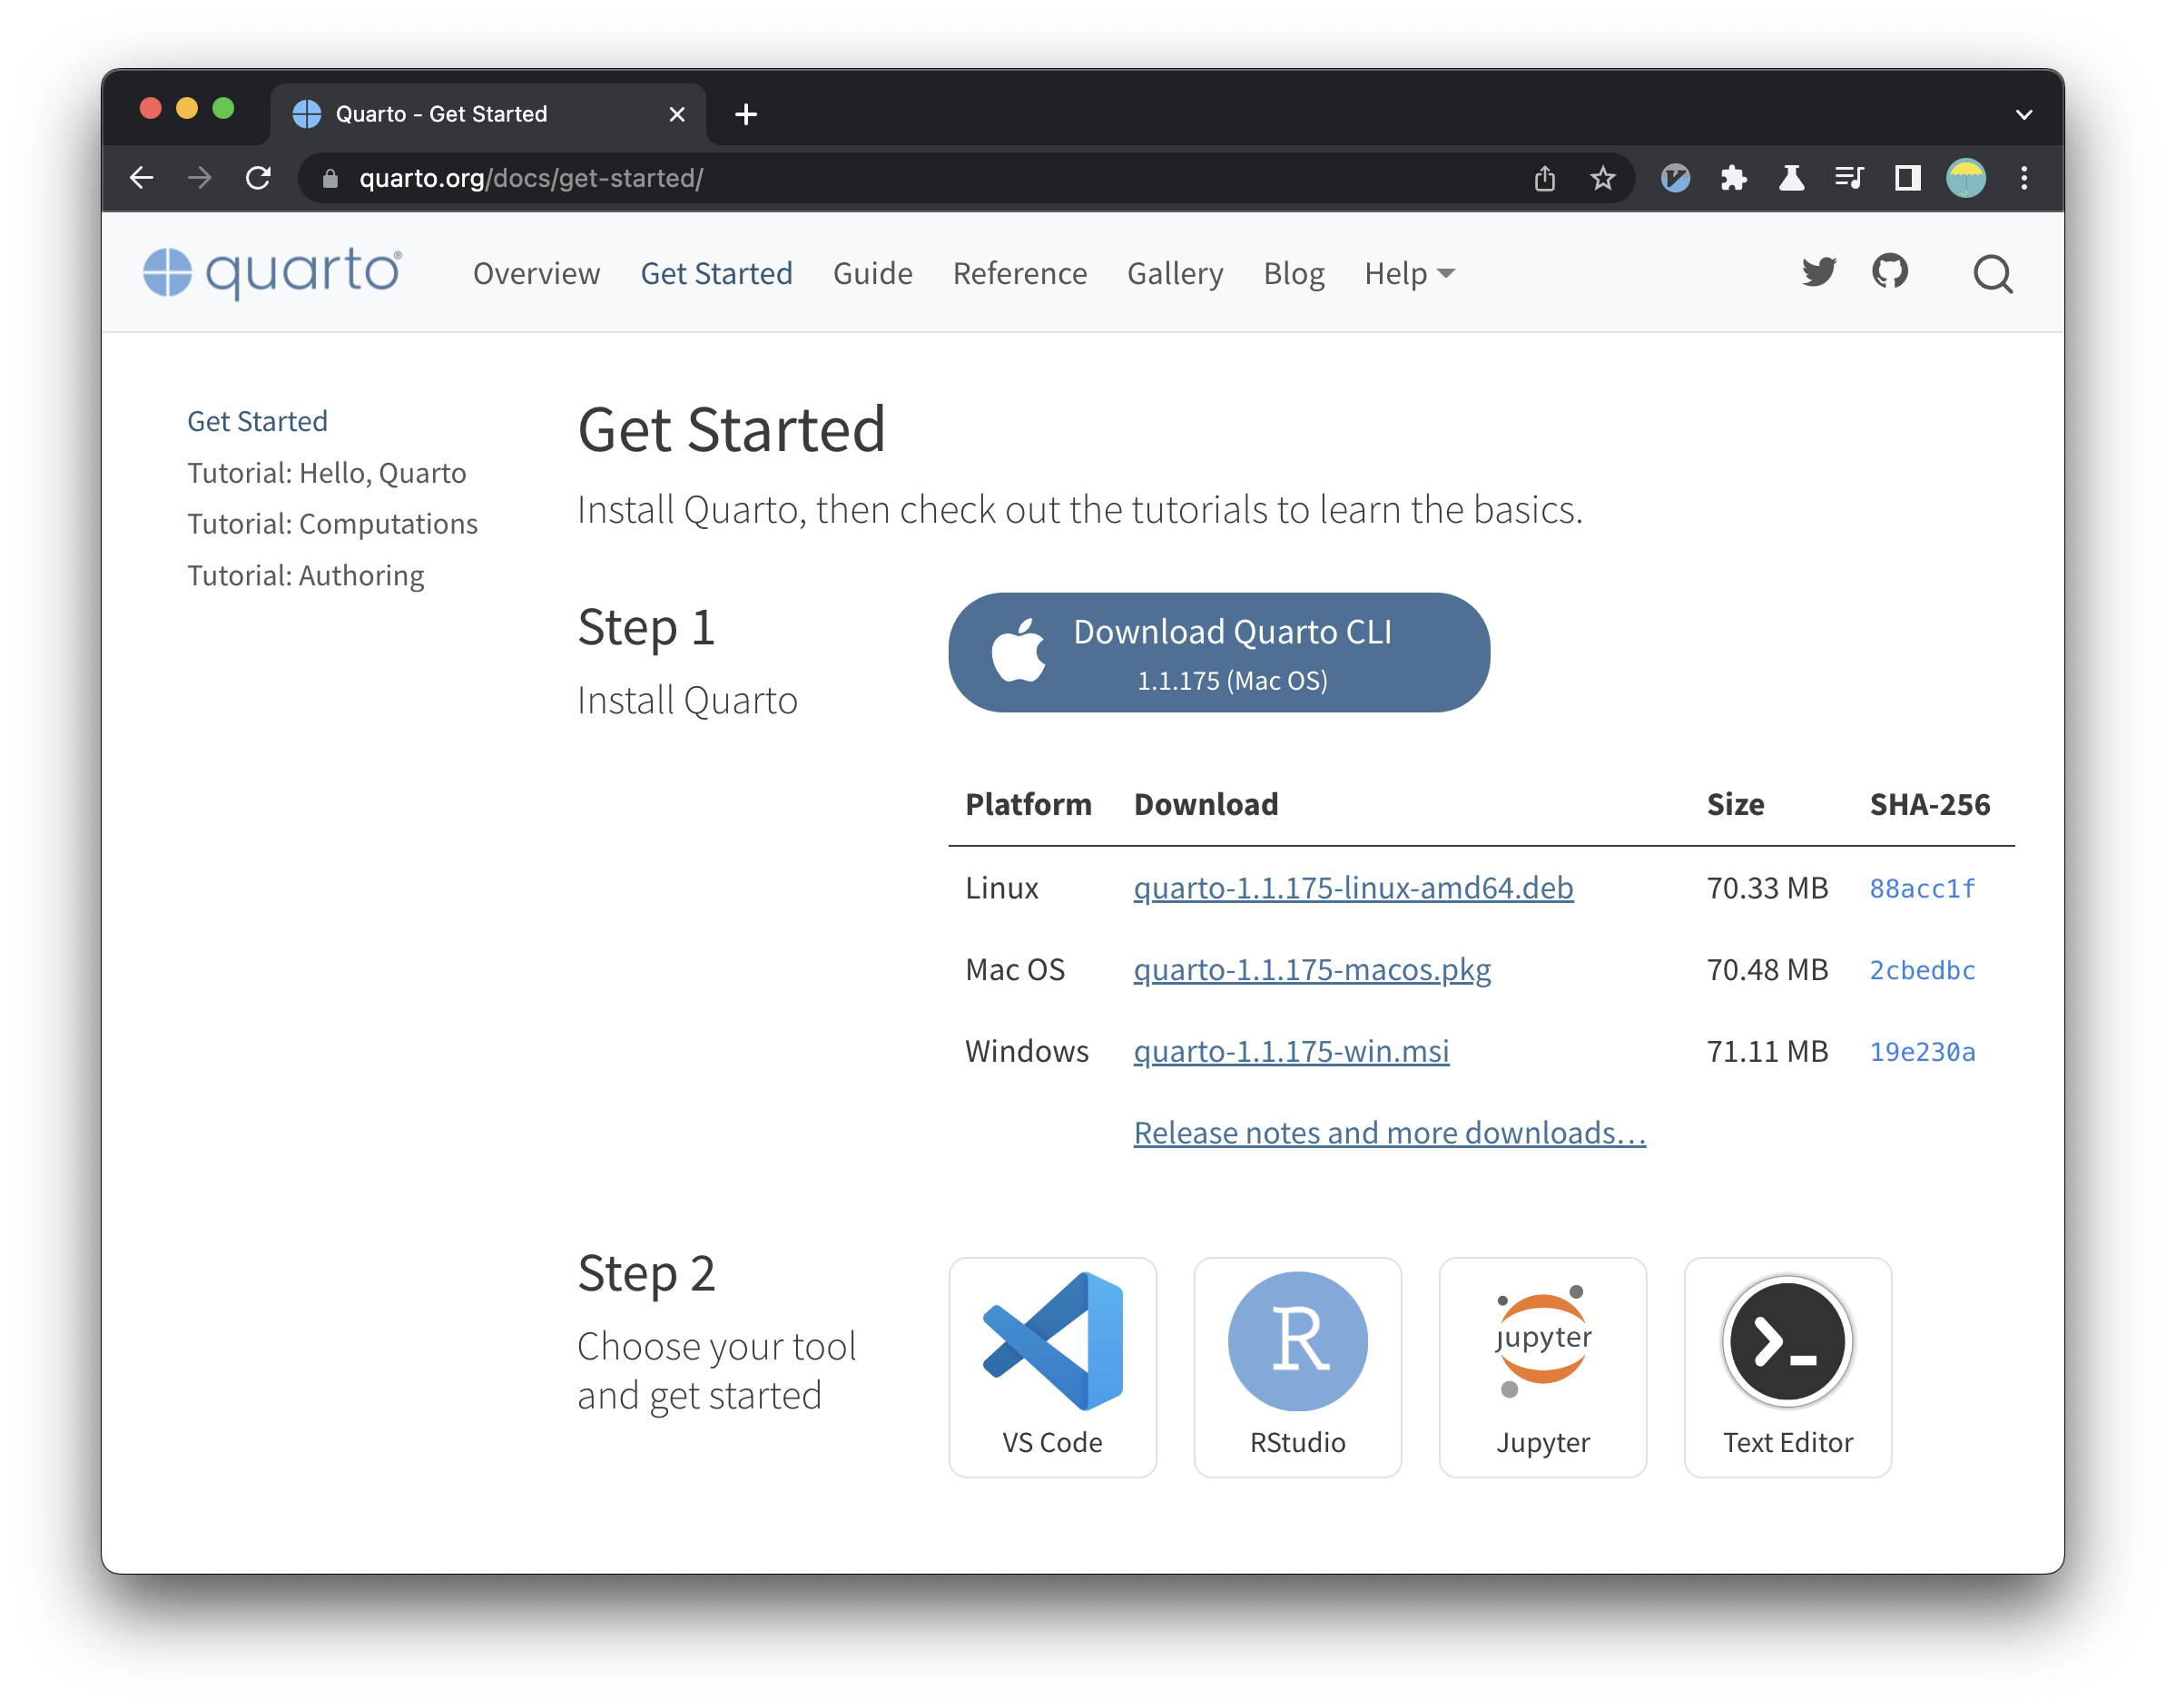 Quarto - Get Started
quarto.org/docs/get-started/
quarto®
Overview Get Started Guide Reference Gallery Blog Help
Get Started
Tutorial: Hello, Quarto
Tutorial: Computations
Tutorial: Authoring
Get Started
Install Quarto, then check out the tutorials to learn the basics.
Step 1
Install Quarto
Download Quarto CLI
1.1.175 (Mac OS)
Platform Download Size SHA-256
Linux quarto-1.1.175-linux-amd64.deb 70.33 MB 88acc1f
Mac OS quarto-1.1.175-macos.pkg 70.48 MB 2cbedbc
Windows quarto-1.1.175-win.msi 71.11 MB 19e230a
Release notes and more downloads…
Step 2
Choose your tool
and get started
R
jupyter
VS Code RStudio Jupyter Text Editor